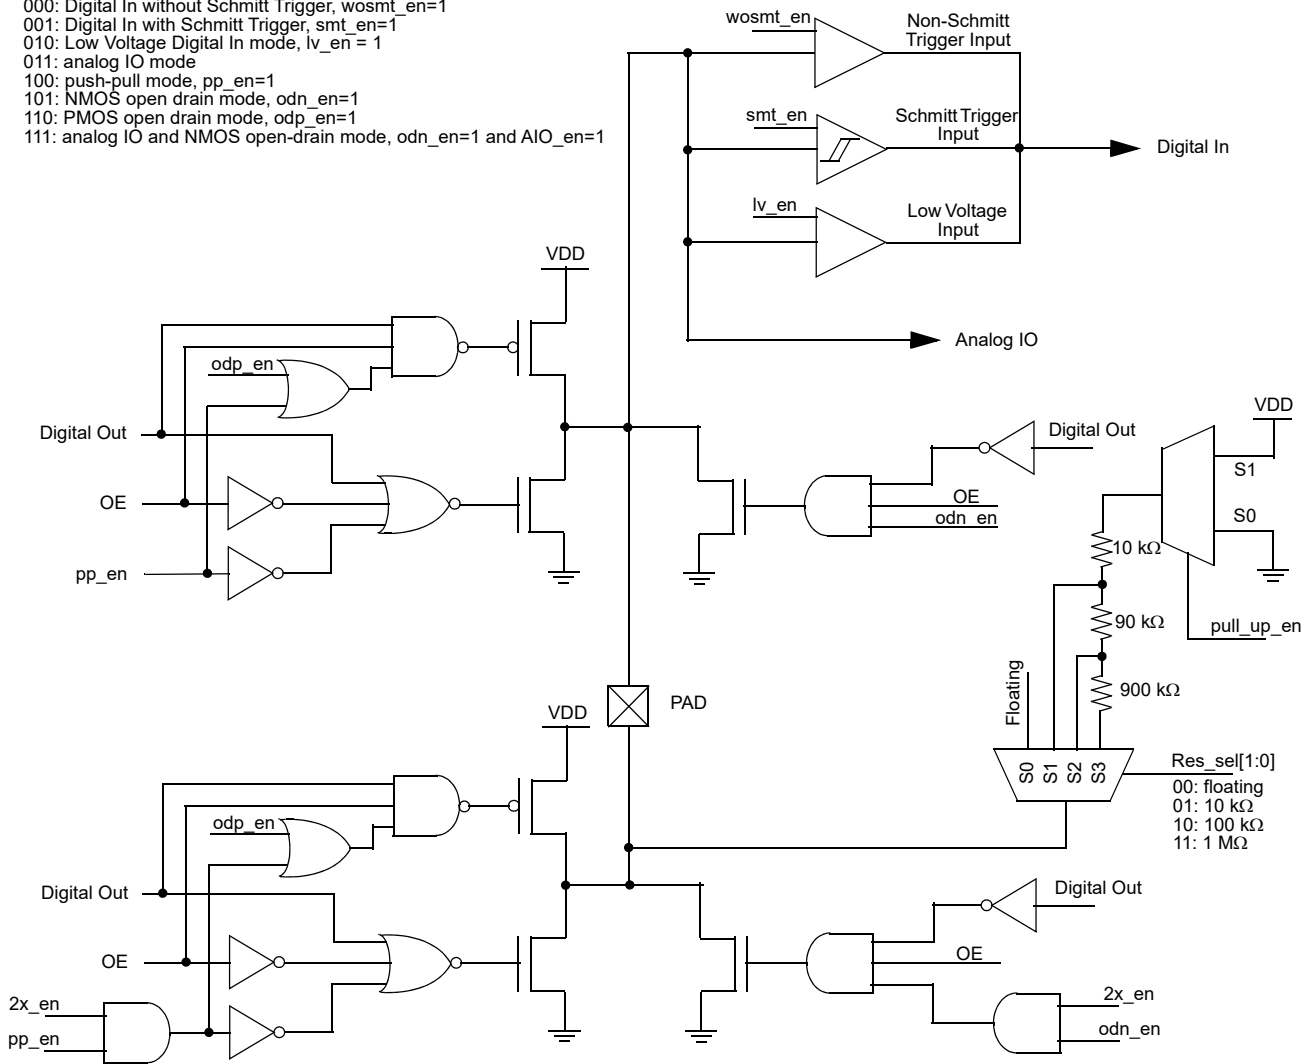 000: Digital In without Schmitt Trigger, wosmt_en=1
001: Digital In with Schmitt Trigger, smt_en=1
010: Low Voltage Digital In mode, lv_en = 1
011: analog IO mode
100: push-pull mode, pp_en=1
101: NMOS open drain mode, odn_en=1
110: PMOS open drain mode, odp_en=1
111: analog IO and NMOS open-drain mode, odn_en=1 and AIO_en=1
wosmt_en
Non-Schmitt
Trigger Input
smt_en
Schmitt Trigger
Input
Digital In
lv_en
Low Voltage
Input
Analog IO
VDD
odp_en
Digital Out
OE
pp_en
Digital Out
OE
odn_en
VDD
S1
S0
10 kΩ
90 kΩ
900 kΩ
pull_up_en
Floating
S0
S1
S2
S3
Res_sel[1:0]
00: floating
01: 10 kΩ
10: 100 kΩ
11: 1 MΩ
PAD
VDD
odp_en
Digital Out
OE
2x_en
pp_en
Digital Out
OE
2x_en
odn_en